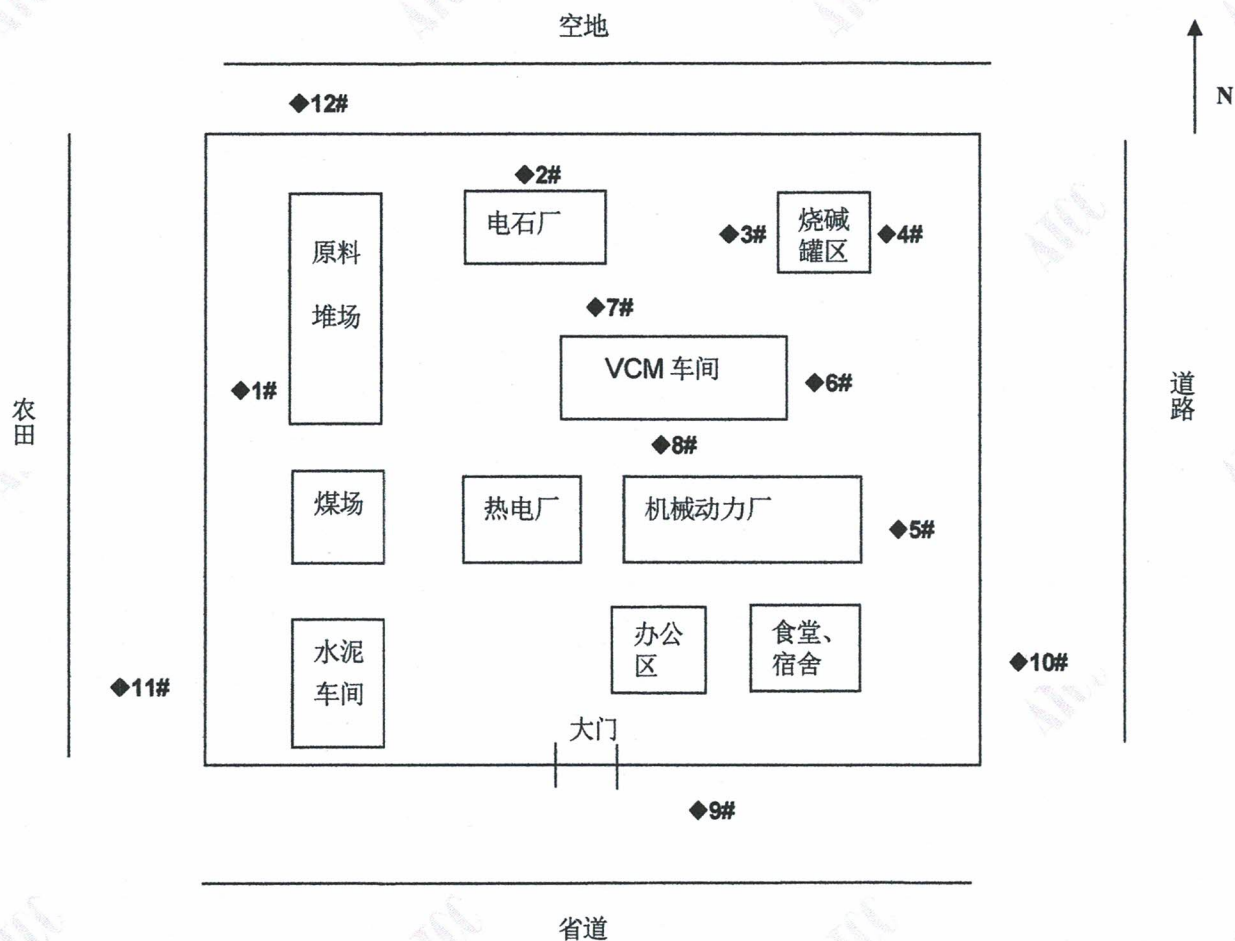 空地
N
◆12#
◆2#
电石厂
◆3#
烧碱
罐区
◆4#
原料
堆场
◆7#
VCM 车间
◆6#
◆1#
农
田
道
路
◆8#
煤场
热电厂
机械动力厂
◆5#
水泥
车间
办公
区
食堂、
宿舍
◆10#
◆11#
大门
◆9#
省道